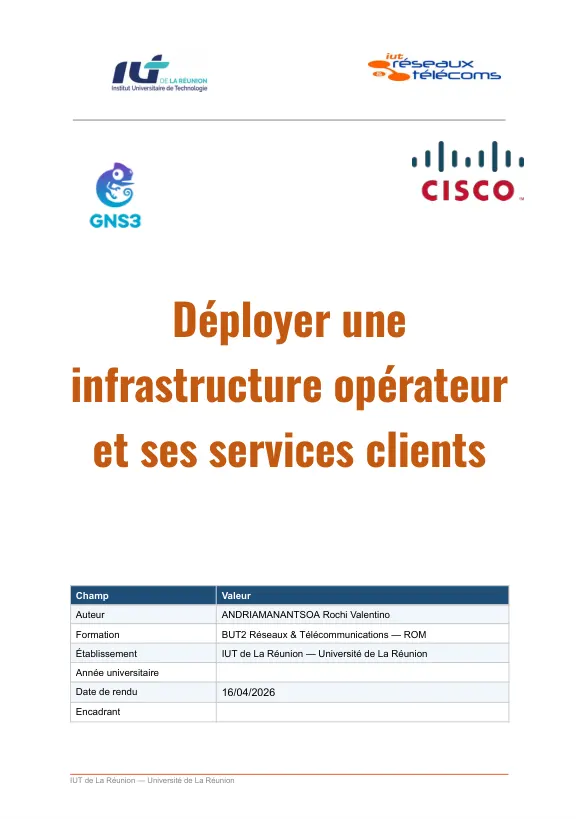 iUT
DE LA RÉUNION
Institut Universitaire de Technologie
iut
réseaux
& télécoms
GNS3
CISCO™
Déployer une
infrastructure opérateur
et ses services clients
Champ Valeur
Auteur ANDRIAMANANTSOA Rochi Valentino
Formation BUT2 Réseaux & Télécommunications — ROM
Établissement IUT de La Réunion — Université de La Réunion
Année universitaire
Date de rendu 16/04/2026
Encadrant
IUT de La Réunion — Université de La Réunion